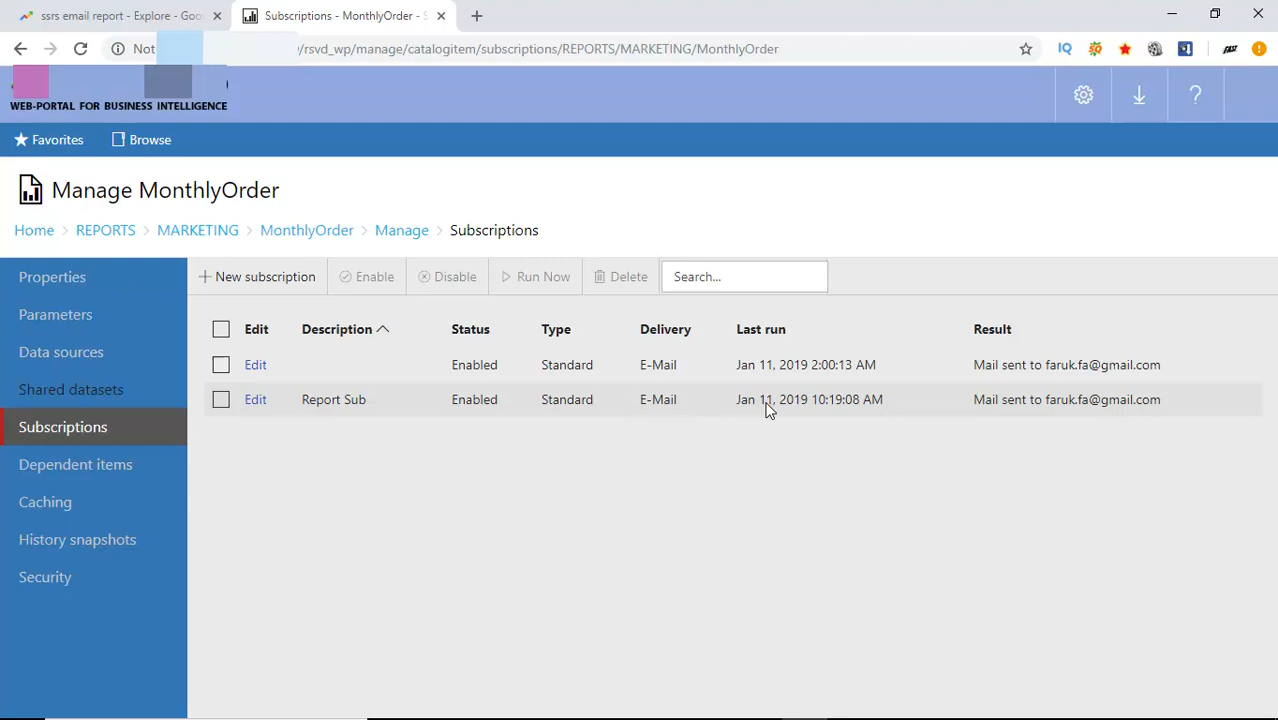 ssrs email report - Explore - Goo
Subscriptions - MonthlyOrder - S
Not
/rsvd_wp/manage/catalogitem/subscriptions/REPORTS/MARKETING/MonthlyOrder
IQ
FAST
WEB-PORTAL FOR BUSINESS INTELLIGENCE
Favorites Browse
Manage MonthlyOrder
Home > REPORTS > MARKETING > MonthlyOrder > Manage > Subscriptions
Properties
Parameters
Data sources
Shared datasets
Subscriptions
Dependent items
Caching
History snapshots
Security
New subscription Enable Disable Run Now Delete Search...
Edit Description Status Type Delivery Last run Result
Edit Enabled Standard E-Mail Jan 11, 2019 2:00:13 AM Mail sent to faruk.fa@gmail.com
Edit Report Sub Enabled Standard E-Mail Jan 11, 2019 10:19:08 AM Mail sent to faruk.fa@gmail.com